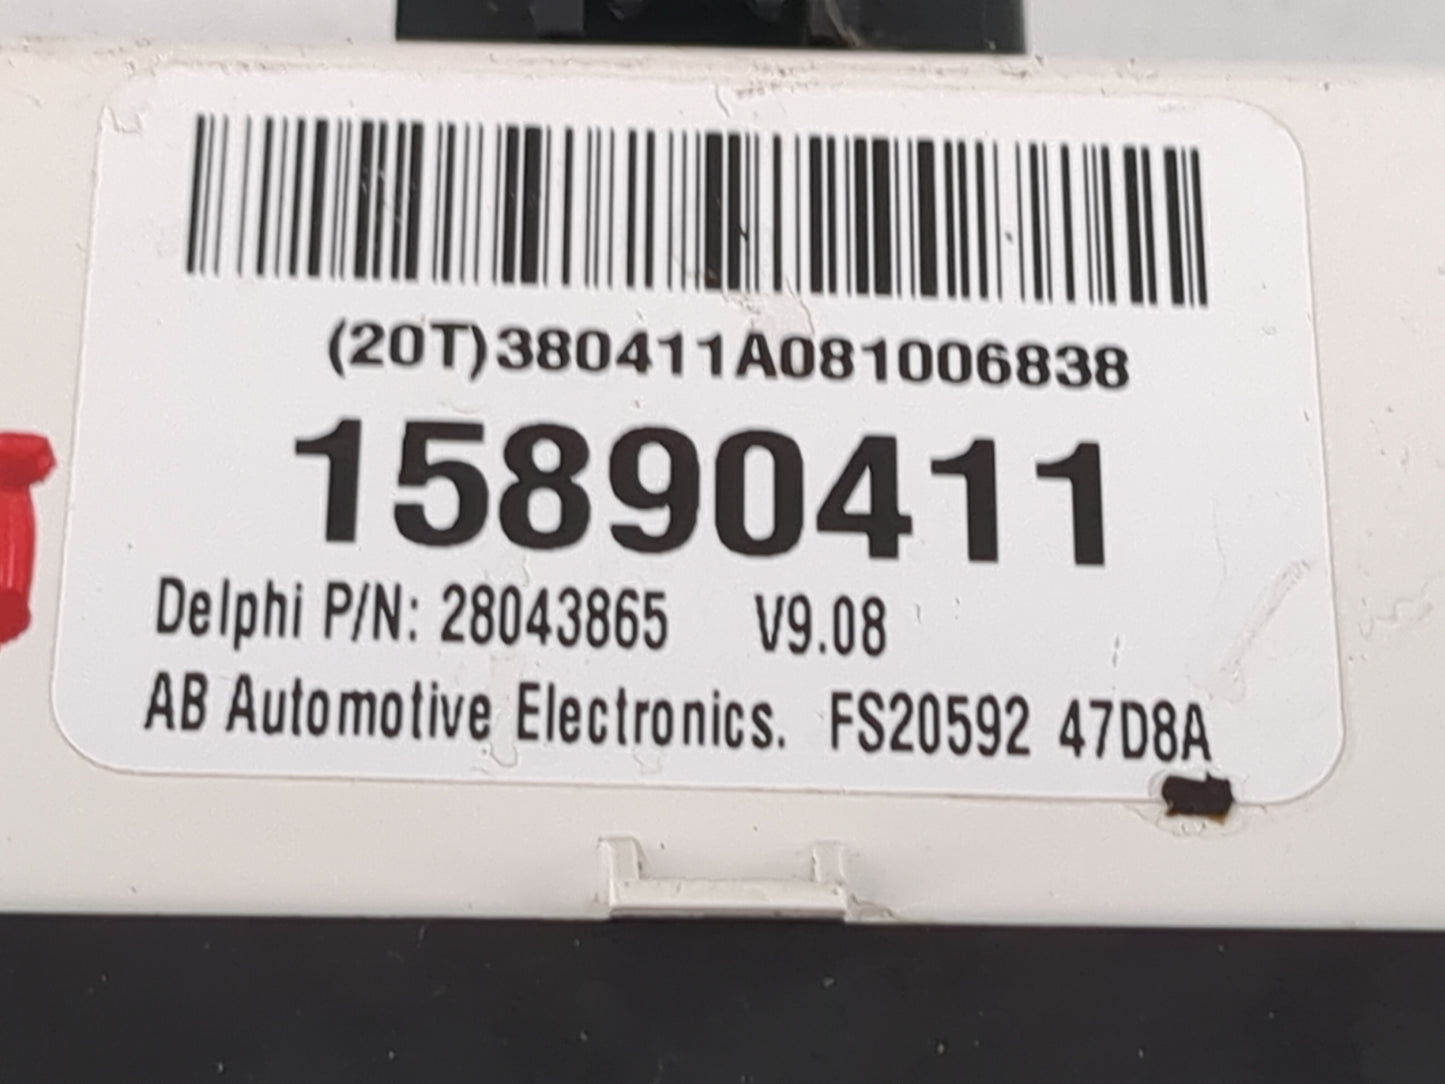 (20T)380411A081006838
15890411
Delphi P/N: 28043865 V9.08
AB Automotive Electronics. FS20592 47D8A